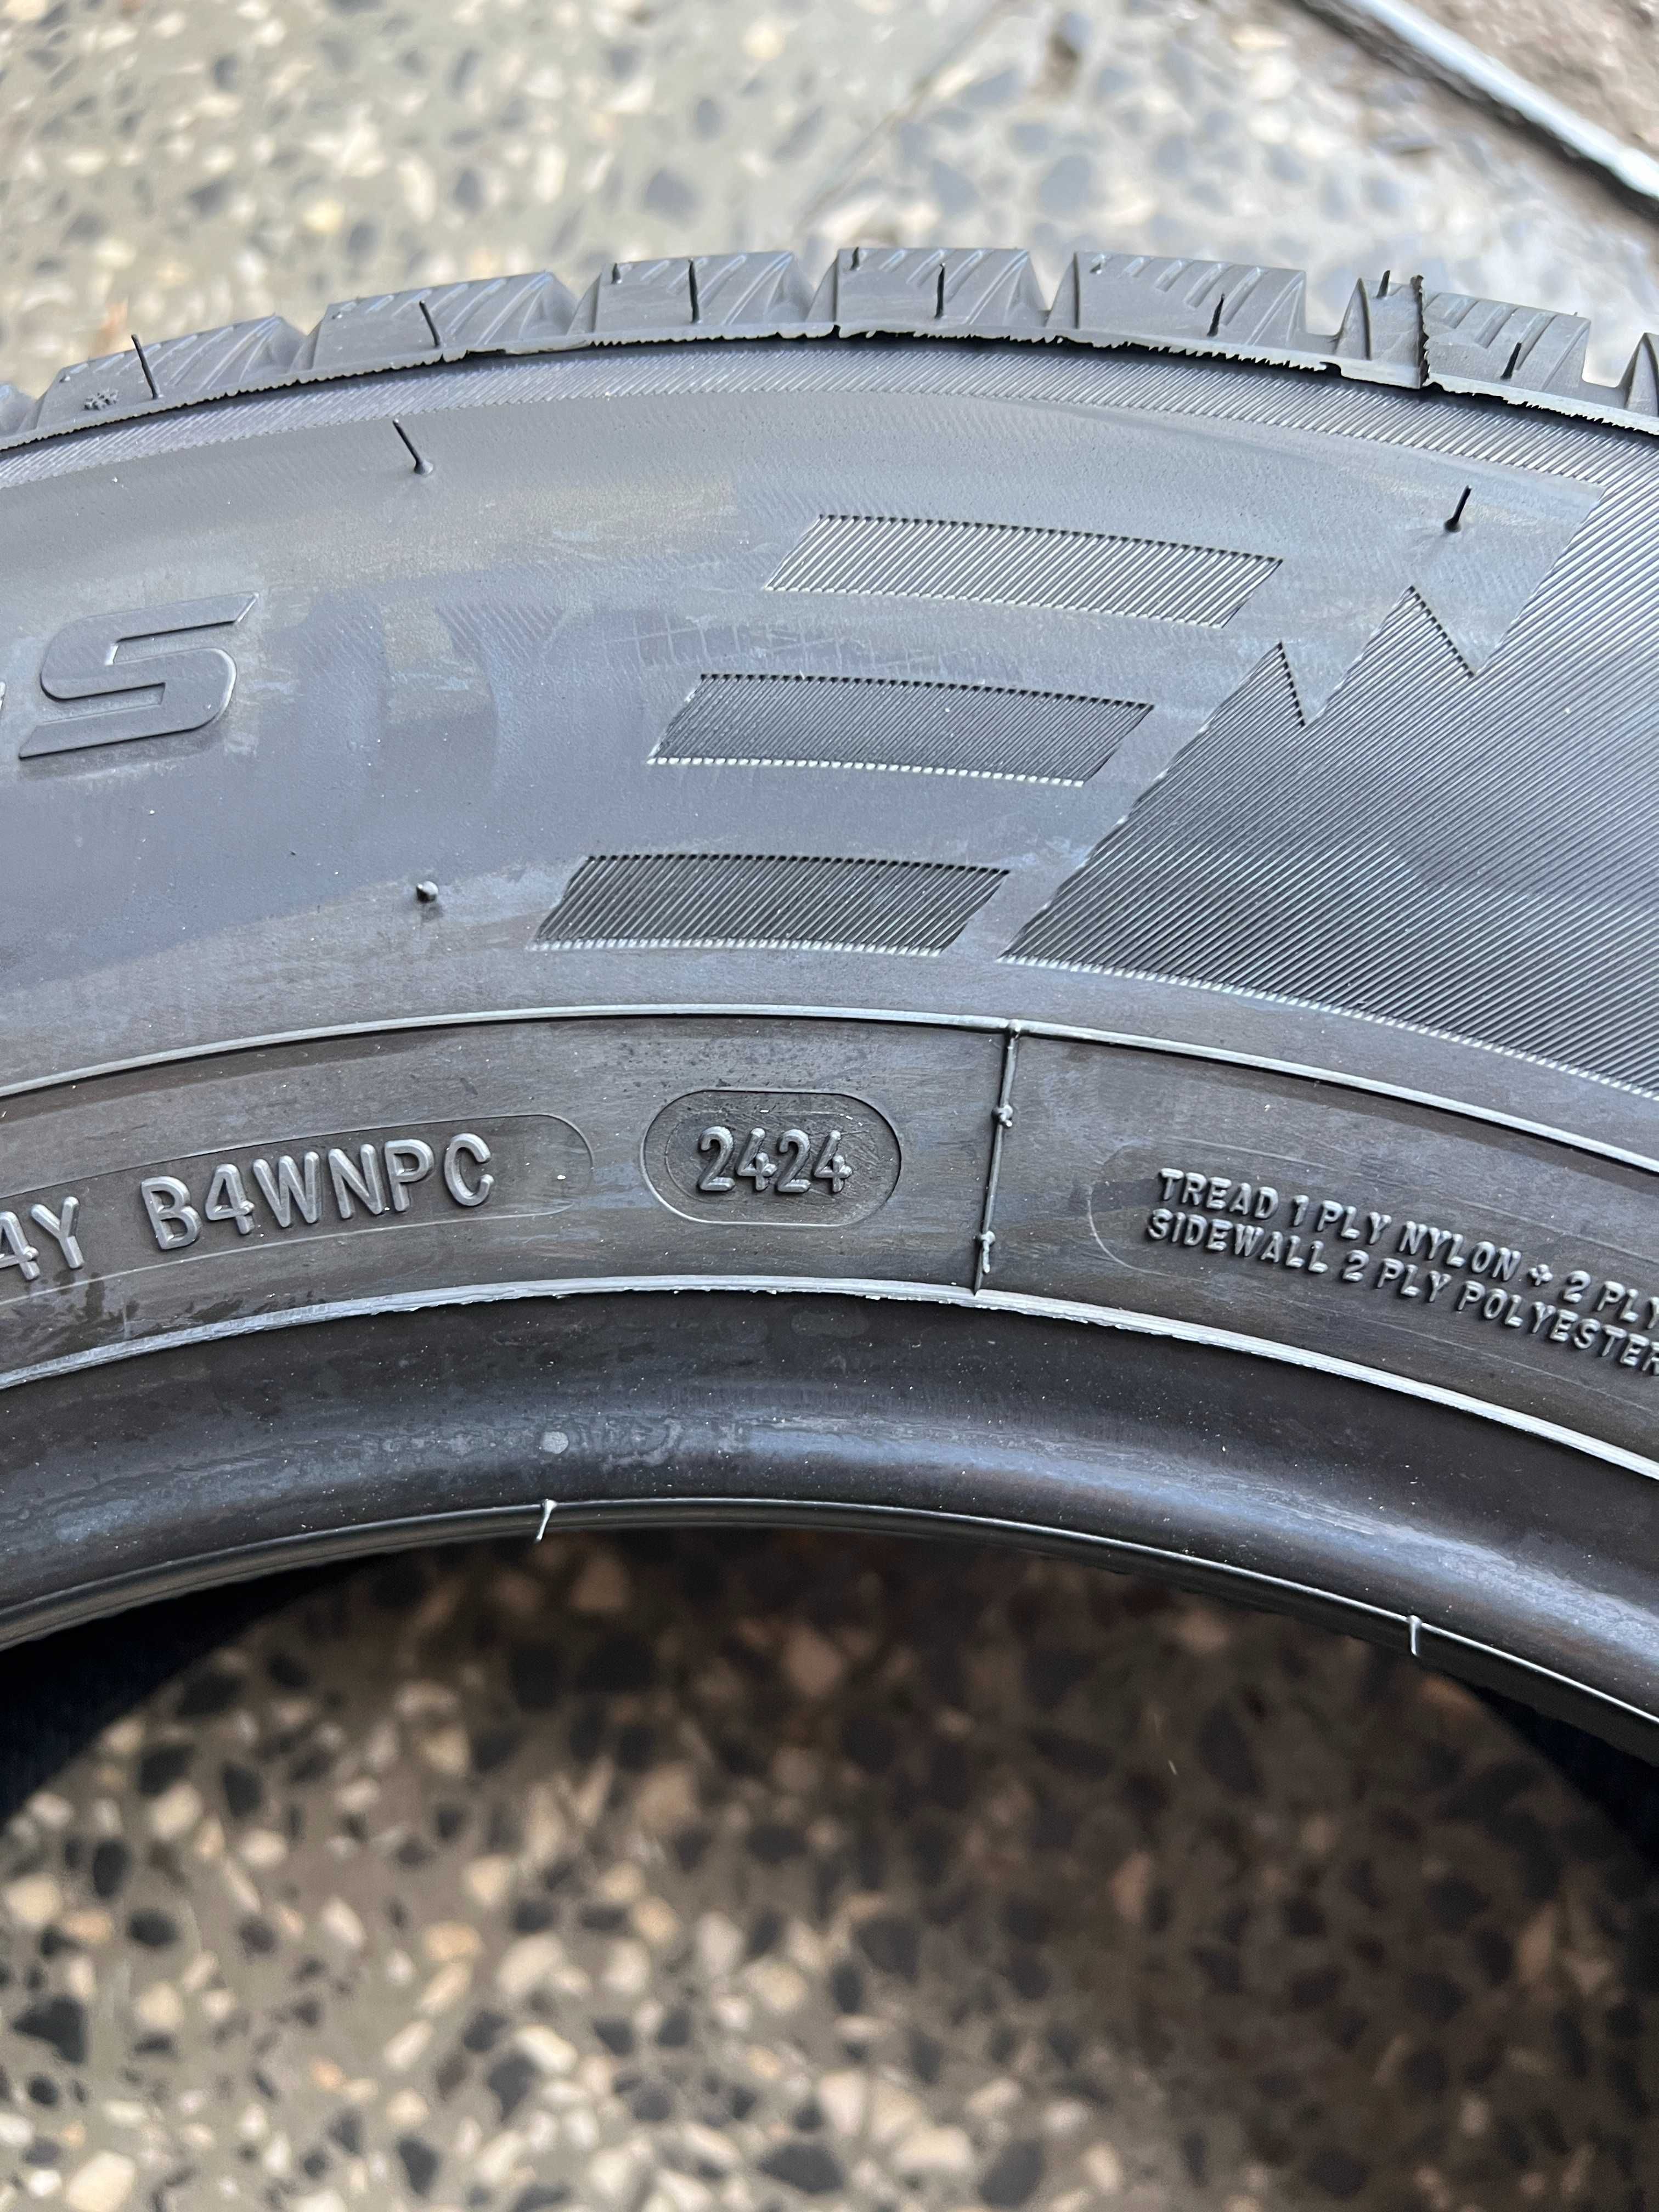 S
4Y B4WNPC 2424
TREAD 1 PLY NYLON + 2 PLY
SIDEWALL 2 PLY POLYESTER